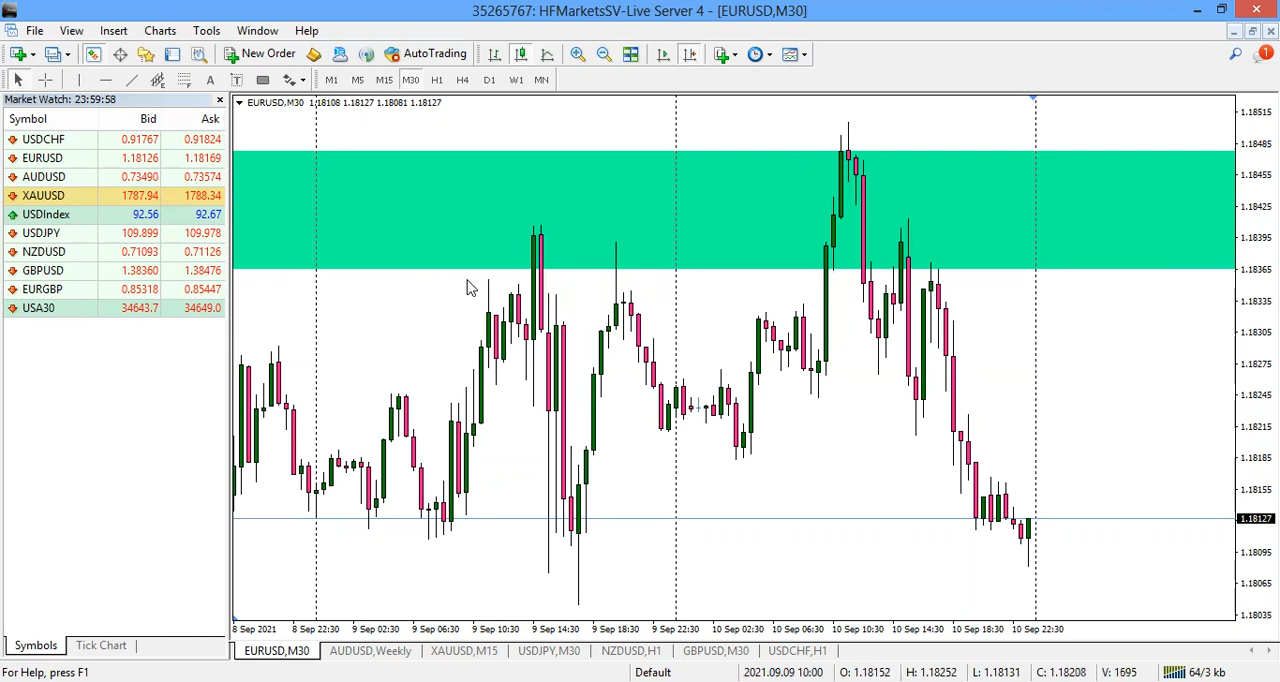 35265767: HFMarketsSV-Live Server 4 - [EURUSD,M30]
File View Insert Charts Tools Window Help
New Order AutoTrading 1
A T M1 M5 M15 M30 H1 H4 D1 W1 MN
Market Watch: 23:59:58
Symbol Bid Ask
USDCHF 0.91767 0.91824
EURUSD 1.18126 1.18169
AUDUSD 0.73490 0.73574
XAUUSD 1787.94 1788.34
USDIndex 92.56 92.67
USDJPY 109.899 109.978
NZDUSD 0.71093 0.71126
GBPUSD 1.38360 1.38476
EURGBP 0.85318 0.85447
USA30 34643.7 34649.0
Symbols Tick Chart
EURUSD,M30 1.18108 1.18127 1.18081 1.18127
1.18515
1.18485
1.18455
1.18425
1.18395
1.18365
1.18335
1.18305
1.18275
1.18245
1.18215
1.18185
1.18155
1.18127
1.18095
1.18065
1.18035
8 Sep 2021 8 Sep 22:30 9 Sep 02:30 9 Sep 06:30 9 Sep 10:30 9 Sep 14:30 9 Sep 18:30 9 Sep 22:30 10 Sep 02:30 10 Sep 06:30 10 Sep 10:30 10 Sep 14:30 10 Sep 18:30 10 Sep 22:30
EURUSD,M30 AUDUSD,Weekly XAUUSD,M15 USDJPY,M30 NZDUSD,H1 GBPUSD,M30 USDCHF,H1
For Help, press F1 Default 2021.09.09 10:00 O: 1.18152 H: 1.18252 L: 1.18131 C: 1.18208 V: 1695 64/3 kb